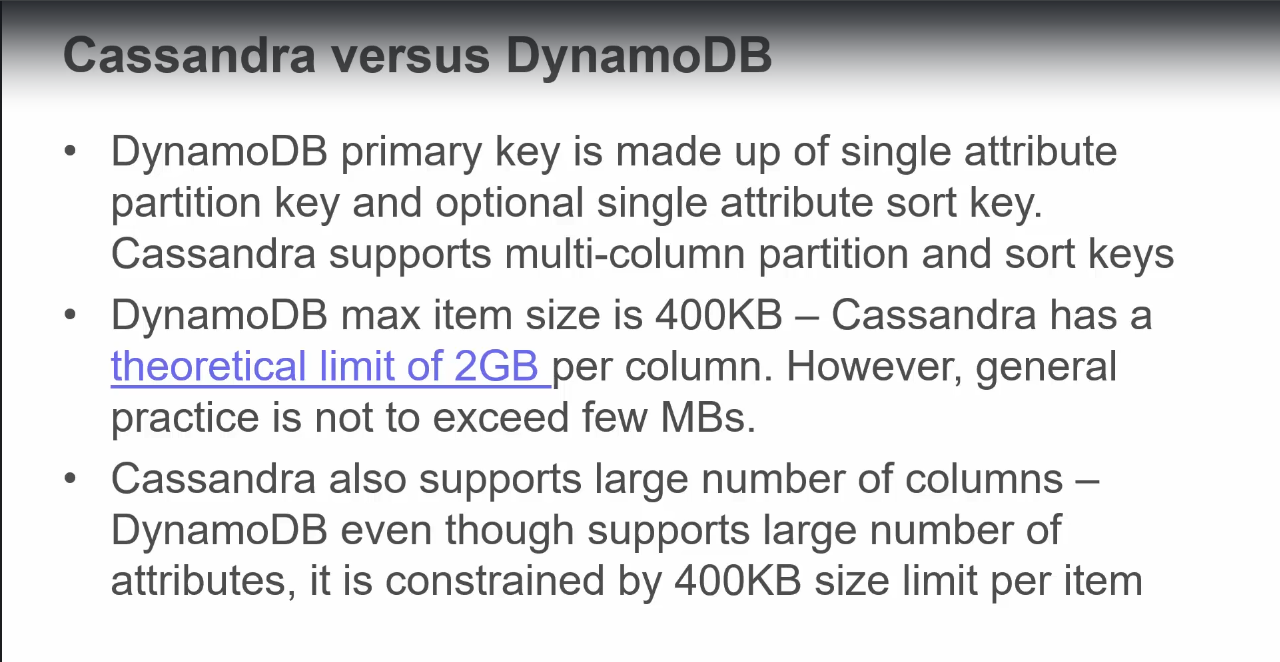 Cassandra versus DynamoDB
• DynamoDB primary key is made up of single attribute
partition key and optional single attribute sort key.
Cassandra supports multi-column partition and sort keys
• DynamoDB max item size is 400KB – Cassandra has a
theoretical limit of 2GB per column. However, general
practice is not to exceed few MBs.
• Cassandra also supports large number of columns –
DynamoDB even though supports large number of
attributes, it is constrained by 400KB size limit per item